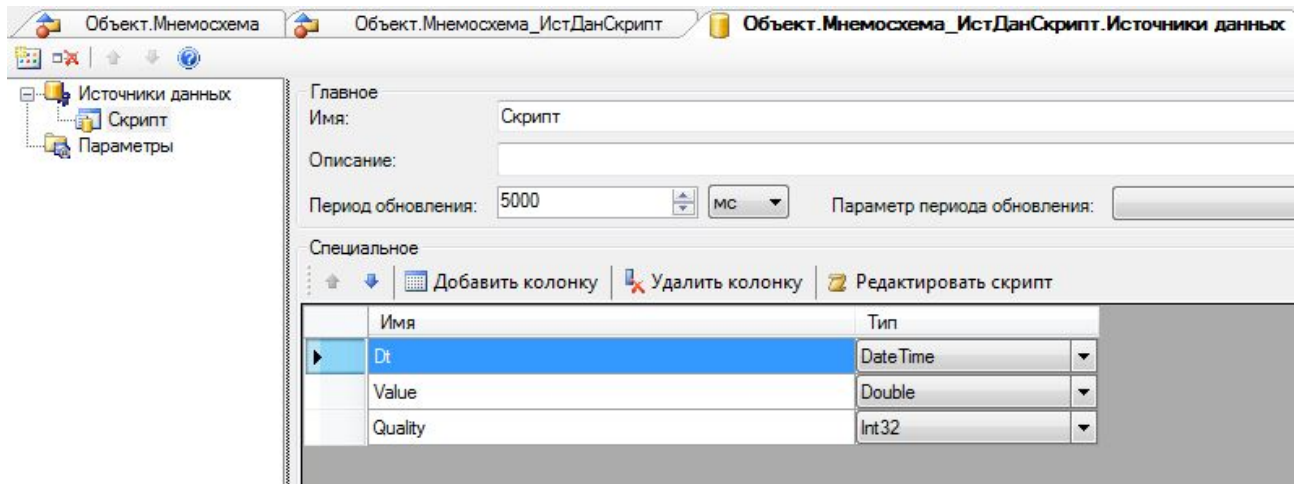 Объект.Мнемосхема Объект.Мнемосхема_ИстДанСкрипт Объект.Мнемосхема_ИстДанСкрипт.Источники данных
Источники данных
Скрипт
Параметры
Главное
Имя: Скрипт
Описание:
Период обновления: 5000 мс Параметр периода обновления:
Специальное
Добавить колонку Удалить колонку Редактировать скрипт
Имя Тип
Dt DateTime
Value Double
Quality Int32